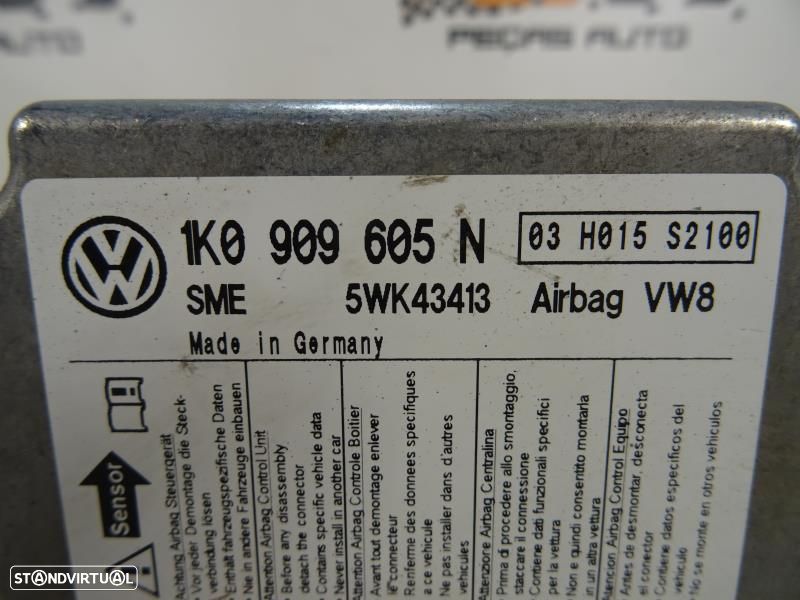 PEÇAS AUTO
1K0 909 605 N
03 H015 S2100
SME 5WK43413 Airbag VW8
Made in Germany
Sensor
Achtung Airbag Steuergerät
Vor jeder Demontage die Steck-
verbindung lösen
Enthält fahrzeugspezifische Daten
Nie in andere Fahrzeuge einbauen
Attention Airbag Control Unit
Before any disassembly
detach the connector
Contains specific vehicle data
Never install in another car
Attention Airbag Controle Boitier
Avant tout demontage enlever
le connecteur
Renferme des donnees specifiques
a ce vehicule
Ne pas installer dans d'autres
vehicules
Attenzione Airbag Centralina
Prima di procedere allo smontaggio,
staccare il connessione
Contiene dati funzionali specifici
per la vettura
Non e quindi consentito montarla
in un altra vettura
Atencion Airbag Control Equipo
Antes de desmontar, desconecta
el conector
Contiene datos especificos del
vehiculo
No se monte en otros vehiculos
STANDVIRTUAL